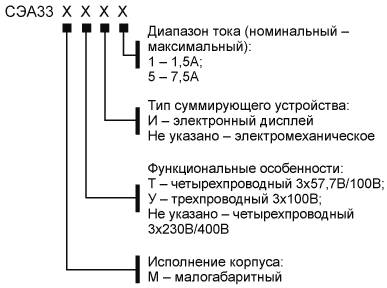 СЭА33 Х Х Х Х
Диапазон тока (номинальный –
максимальный):
1 – 1,5А;
5 – 7,5А
Тип суммирующего устройства:
И – электронный дисплей
Не указано – электромеханическое
Функциональные особенности:
Т – четырехпроводный 3х57,7В/100В;
У – трехпроводный 3х100В;
Не указано – четырехпроводный
3х230В/400В
Исполнение корпуса:
М – малогабаритный